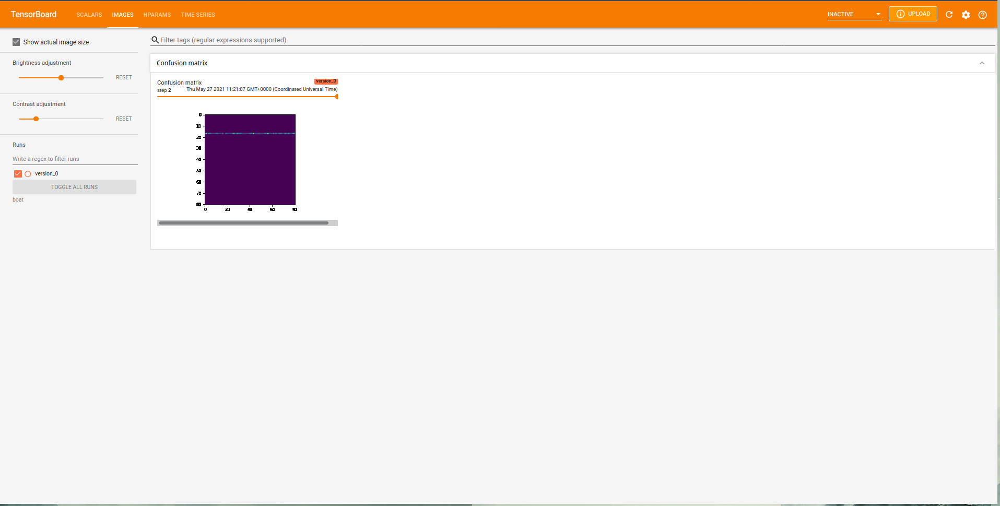 TensorBoard SCALARS IMAGES HPARAMS TIME SERIES INACTIVE UPLOAD
Show actual image size
Filter tags (regular expressions supported)
Brightness adjustment
RESET
Contrast adjustment
RESET
Runs
Write a regex to filter runs
version_0
TOGGLE ALL RUNS
boat
Confusion matrix
Confusion matrix version_0
step 2 Thu May 27 2021 11:21:07 GMT+0000 (Coordinated Universal Time)
0
10
20
30
40
50
60
70
80
0 20 40 60 80